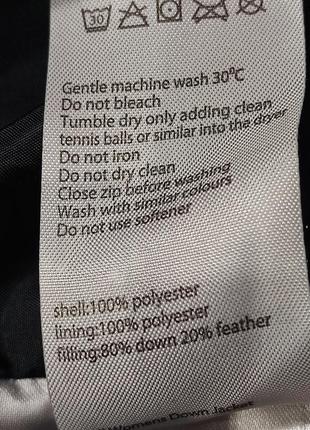 30
Gentle machine wash 30°C
Do not bleach
Tumble dry only adding clean
tennis balls or similar into the dryer
Do not iron
Do not dry clean
Close zip before washing
Wash with similar colours
Do not use softener
shell:100% polyester
lining:100% polyester
filling:80% down 20% feather
Womens Down Jacket